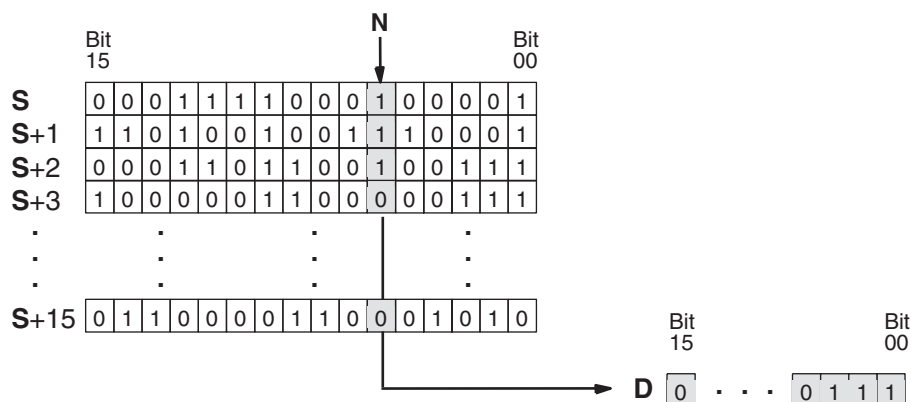 N
Bit Bit
15 00
S 0 0 0 1 1 1 1 0 0 0 1 0 0 0 0 1
S+1 1 1 0 1 0 0 1 0 0 1 1 1 0 0 0 1
S+2 0 0 0 1 1 0 1 1 0 0 1 0 0 1 1 1
S+3 1 0 0 0 0 0 1 1 0 0 0 0 0 1 1 1
. . . .
. . . .
. . . .
S+15 0 1 1 0 0 0 0 1 1 0 0 0 1 0 1 0
Bit Bit
15 00
D 0 . . . 0 1 1 1